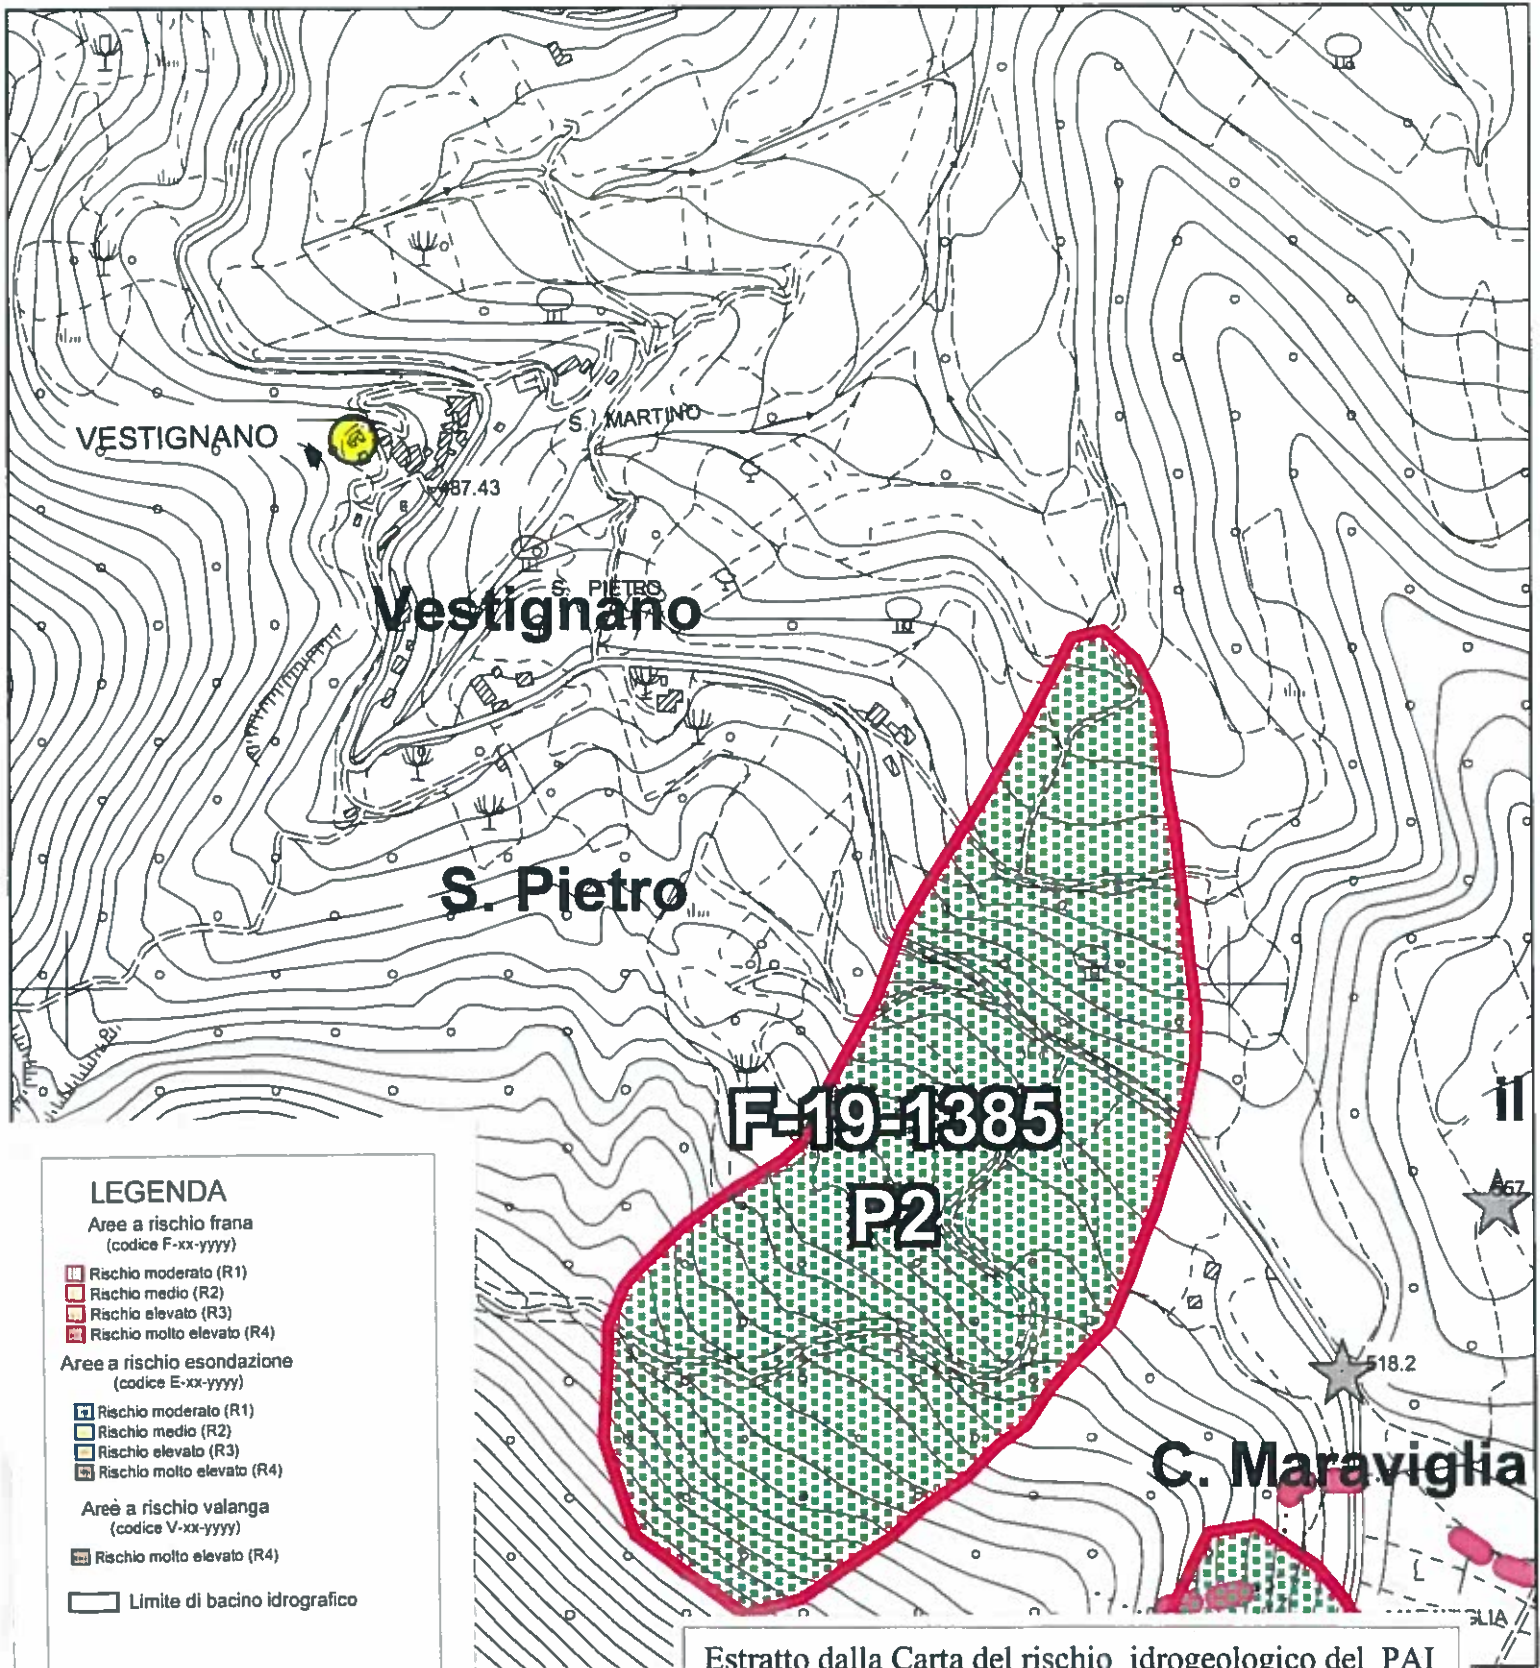 VESTIGNANO
S. MARTINO
487.43
S. PIETRO
Vestignano
S. Pietro
F-19-1385
P2
il
567
518.2
C. Maraviglia
LEGENDA
Aree a rischio frana
(codice F-xx-yyyy)
Rischio moderato (R1)
Rischio medio (R2)
Rischio elevato (R3)
Rischio molto elevato (R4)
Aree a rischio esondazione
(codice E-xx-yyyy)
Rischio moderato (R1)
Rischio medio (R2)
Rischio elevato (R3)
Rischio molto elevato (R4)
Aree a rischio valanga
(codice V-xx-yyyy)
Rischio molto elevato (R4)
Limite di bacino idrografico
Estratto dalla Carta del rischio idrogeologico del PAI